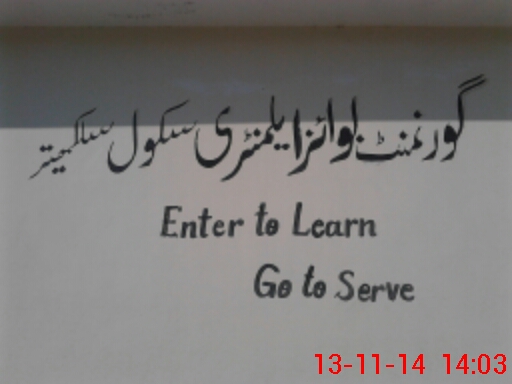 گورنمنٹ بوائز ایلمنٹری سکول
Enter to Learn
Go to Serve
13-11-14 14:03